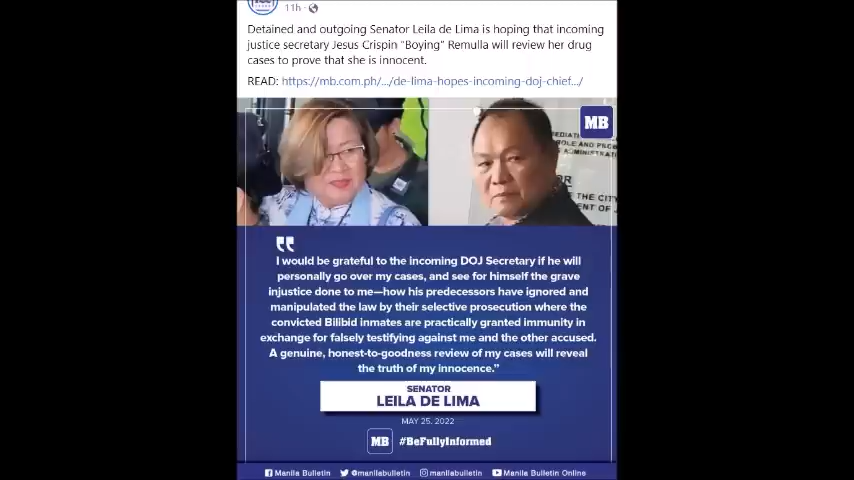 11h
Detained and outgoing Senator Leila de Lima is hoping that incoming
justice secretary Jesus Crispin "Boying" Remulla will review her drug
cases to prove that she is innocent.
READ: https://mb.com.ph/.../de-lima-hopes-incoming-doj-chief.../
MB
THE CITY
“
I would be grateful to the incoming DOJ Secretary if he will
personally go over my cases, and see for himself the grave
injustice done to me—how his predecessors have ignored and
manipulated the law by their selective prosecution where the
convicted Bilibid inmates are practically granted immunity in
exchange for falsely testifying against me and the other accused.
A genuine, honest-to-goodness review of my cases will reveal
the truth of my innocence.”
SENATOR
LEILA DE LIMA
MAY 25, 2022
MB #BeFullyInformed
Manila Bulletin @manilabulletin manilabulletin Manila Bulletin Online